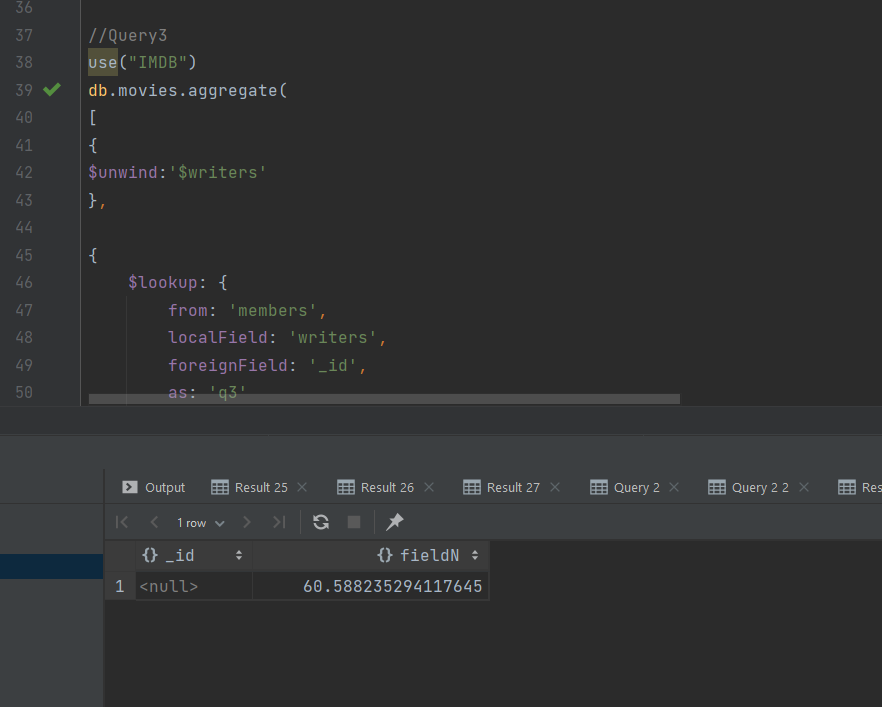 36
37 //Query3
38 use("IMDB")
39 db.movies.aggregate(
40 [
41 {
42 $unwind:'$writers'
43 },
44
45 {
46 $lookup: {
47 from: 'members',
48 localField: 'writers',
49 foreignField: '_id',
50 as: 'q3'
Output Result 25 Result 26 Result 27 Query 2 Query 2 2 Res
1 row
{} _id {} fieldN
1 <null> 60.588235294117645